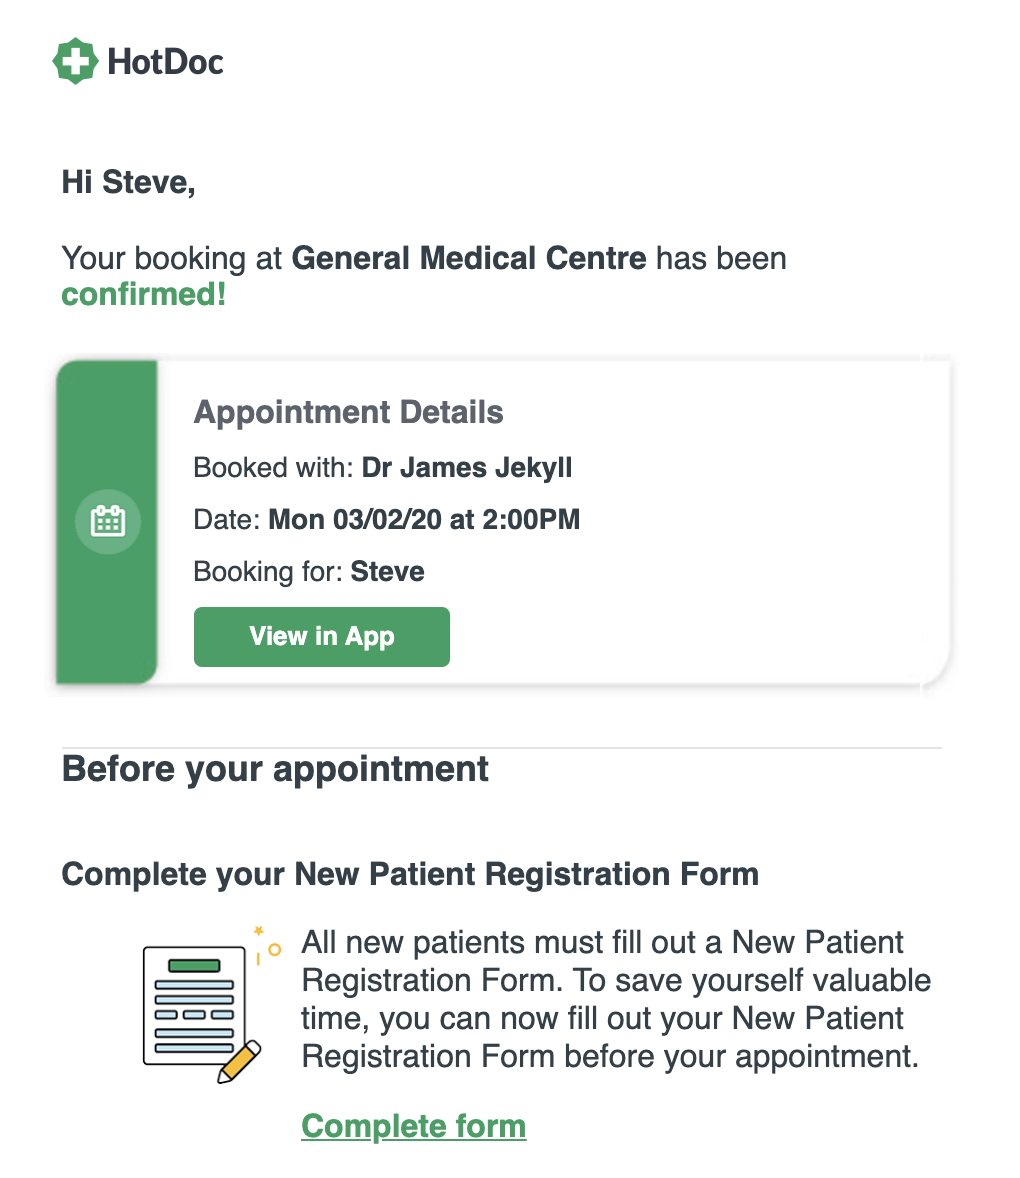 HotDoc
Hi Steve,
Your booking at General Medical Centre has been
confirmed!
Appointment Details
Booked with: Dr James Jekyll
Date: Mon 03/02/20 at 2:00PM
Booking for: Steve
View in App
Before your appointment
Complete your New Patient Registration Form
All new patients must fill out a New Patient
Registration Form. To save yourself valuable
time, you can now fill out your New Patient
Registration Form before your appointment.
Complete form